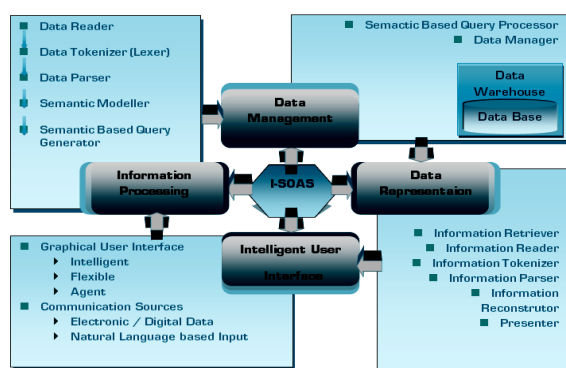 Data Reader
Data Tokenizer (Lexer)
Data Parser
Semantic Modeller
Semantic Based Query
Generator
Semactic Based Query Processor
Data Manager
Data
Warehouse
Data Base
Data
Management
Information
Processing
I-SOAS
Data
Representaion
Intelligent User
Interface
Graphical User Interface
Intelligent
Flexible
Agent
Communication Sources
Electronic / Digital Data
Natural Language based Input
Information Retriever
Information Reader
Information Tokenizer
Information Parser
Information
Reconstrutor
Presenter